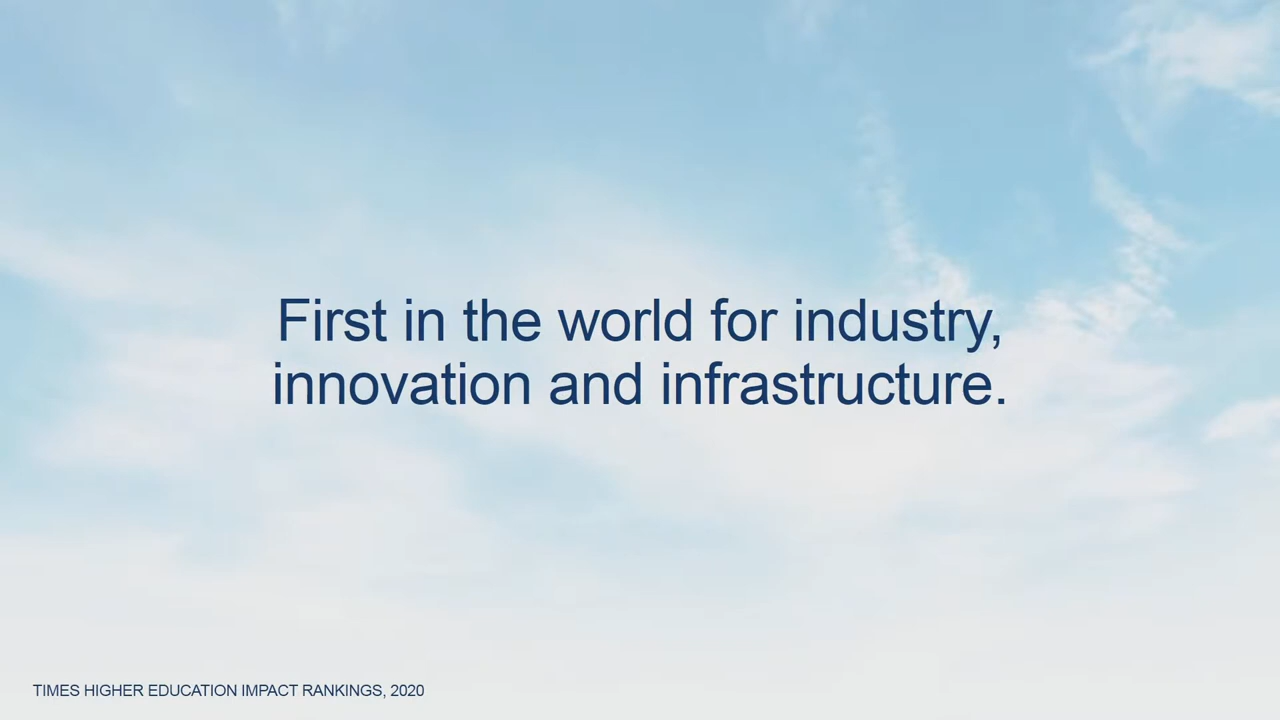 First in the world for industry,
innovation and infrastructure.
TIMES HIGHER EDUCATION IMPACT RANKINGS, 2020